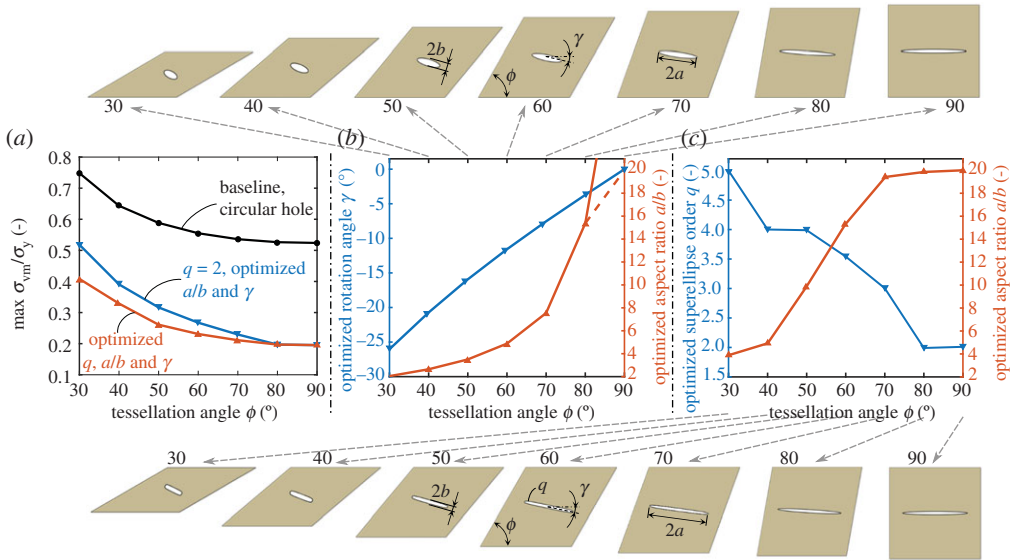 2b
γ
ϕ
2a
30
40
50
60
70
80
90
(a)
(b)
(c)
0.8
0.7
0.6
0.5
0.4
0.3
0.2
0.1
max σvm/σy (-)
baseline,
circular hole
q = 2, optimized
a/b and γ
optimized
q, a/b and γ
30 40 50 60 70 80 90
tessellation angle ϕ (º)
optimized rotation angle γ (°)
0
−5
−10
−15
−20
−25
−30
20
18
16
14
12
10
8
6
4
2
optimized aspect ratio a/b (-)
30 40 50 60 70 80 90
tessellation angle ϕ (º)
optimized superellipse order q (-)
5.0
4.5
4.0
3.5
3.0
2.5
2.0
1.5
20
18
16
14
12
10
8
6
4
2
optimized aspect ratio a/b (-)
30 40 50 60 70 80 90
tessellation angle ϕ (º)
30
40
50
60
70
80
90
2b
q
γ
ϕ
2a